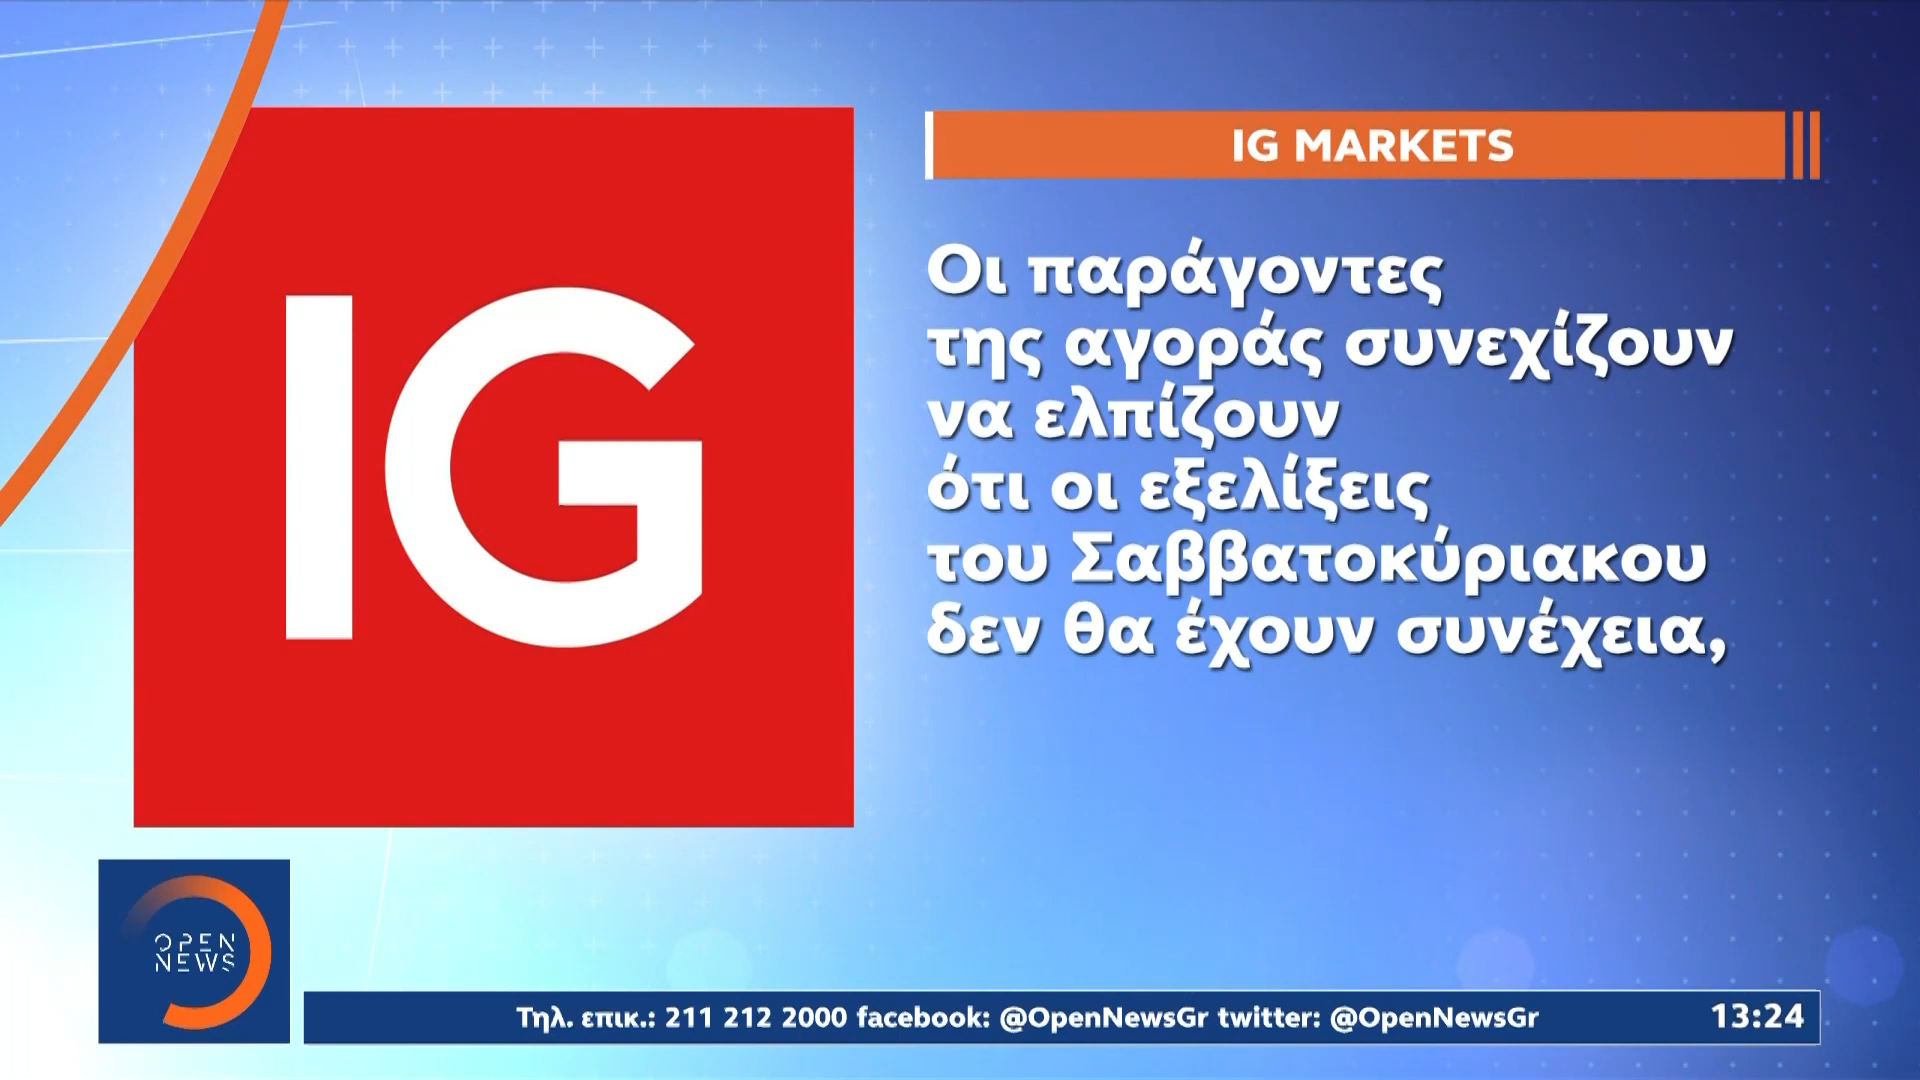 IG MARKETS
IG
Οι παράγοντες
της αγοράς συνεχίζουν
να ελπίζουν
ότι οι εξελίξεις
του Σαββατοκύριακου
δεν θα έχουν συνέχεια,
OPEN
NEWS
Τηλ. επικ.: 211 212 2000 facebook: @OpenNewsGr twitter: @OpenNewsGr
13:24